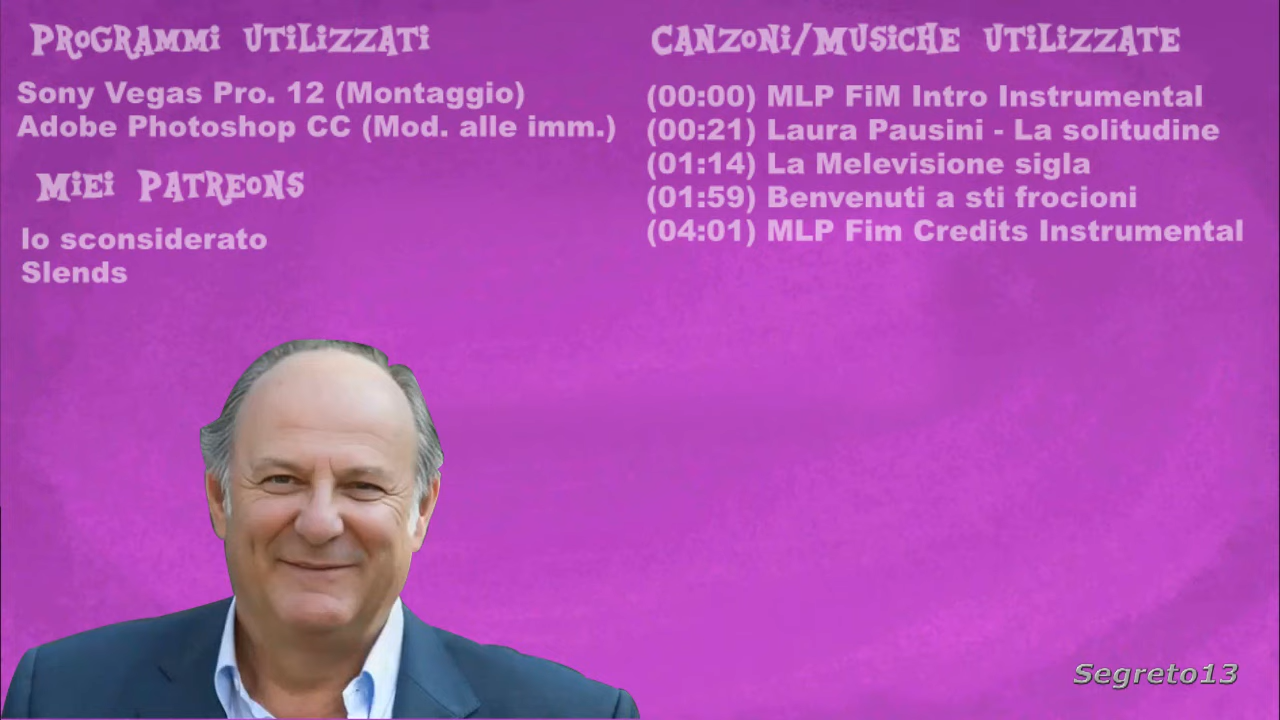 PRoGRAMMi UTiLiZZATi
Sony Vegas Pro. 12 (Montaggio)
Adobe Photoshop CC (Mod. alle imm.)
MiEi PATREoNS
lo sconsiderato
Slends
CANZoNi/MUSiCHE UTiLiZZATE
(00:00) MLP FiM Intro Instrumental
(00:21) Laura Pausini - La solitudine
(01:14) La Melevisione sigla
(01:59) Benvenuti a sti frocioni
(04:01) MLP Fim Credits Instrumental
Segreto13